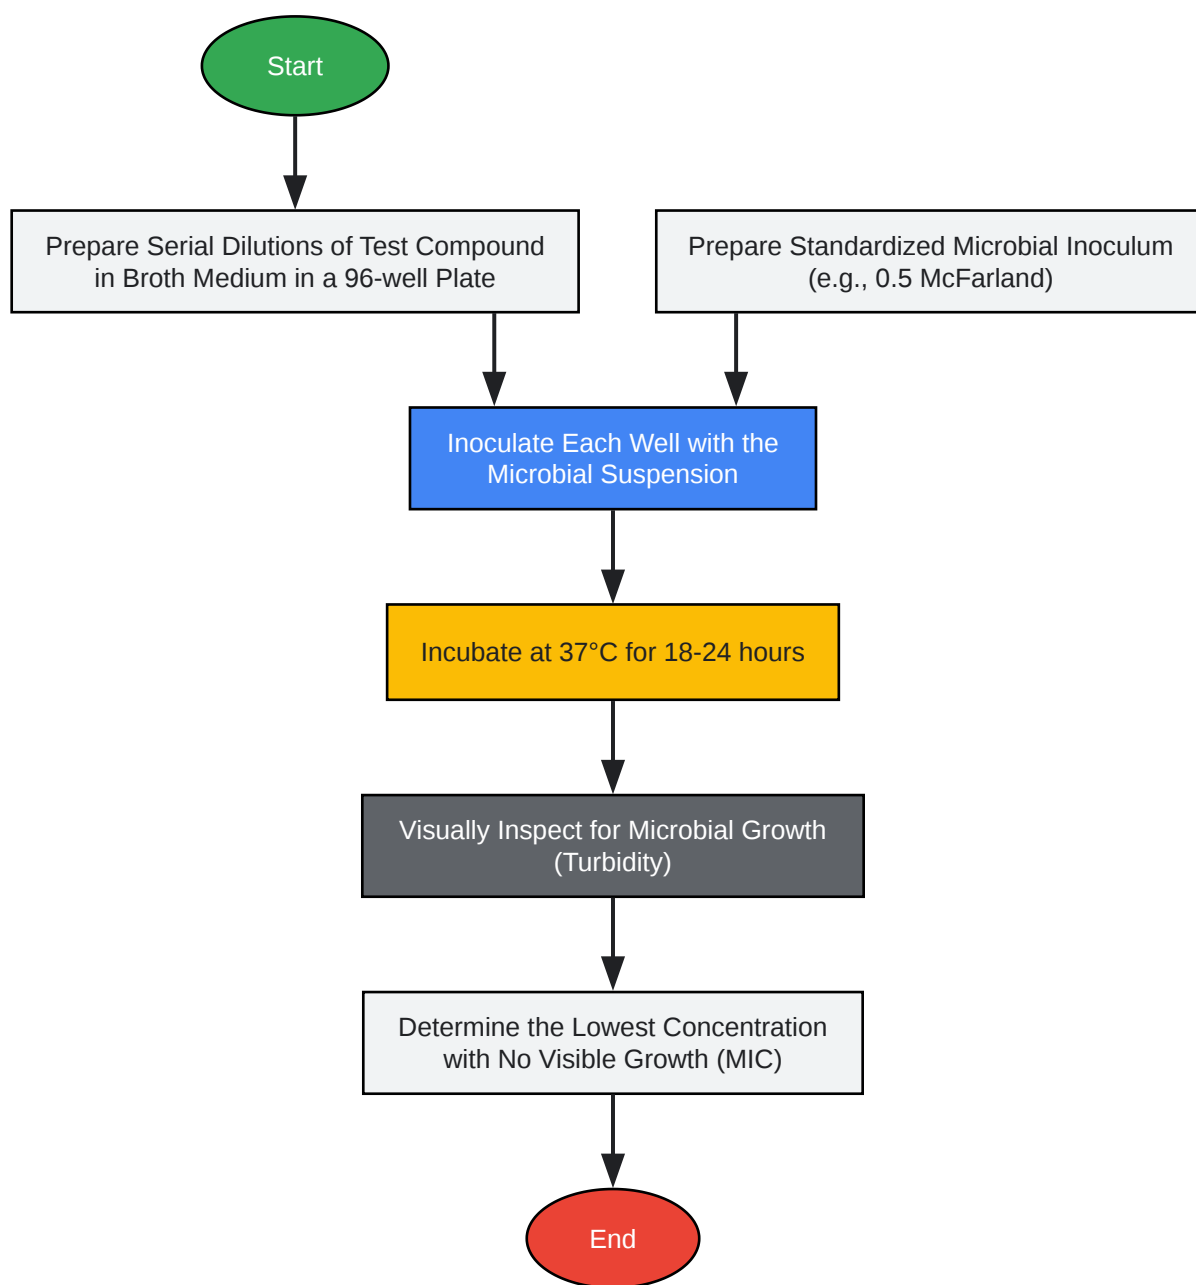 Start
Prepare Serial Dilutions of Test Compound
in Broth Medium in a 96-well Plate
Prepare Standardized Microbial Inoculum
(e.g., 0.5 McFarland)
Inoculate Each Well with the
Microbial Suspension
Incubate at 37°C for 18-24 hours
Visually Inspect for Microbial Growth
(Turbidity)
Determine the Lowest Concentration
with No Visible Growth (MIC)
End